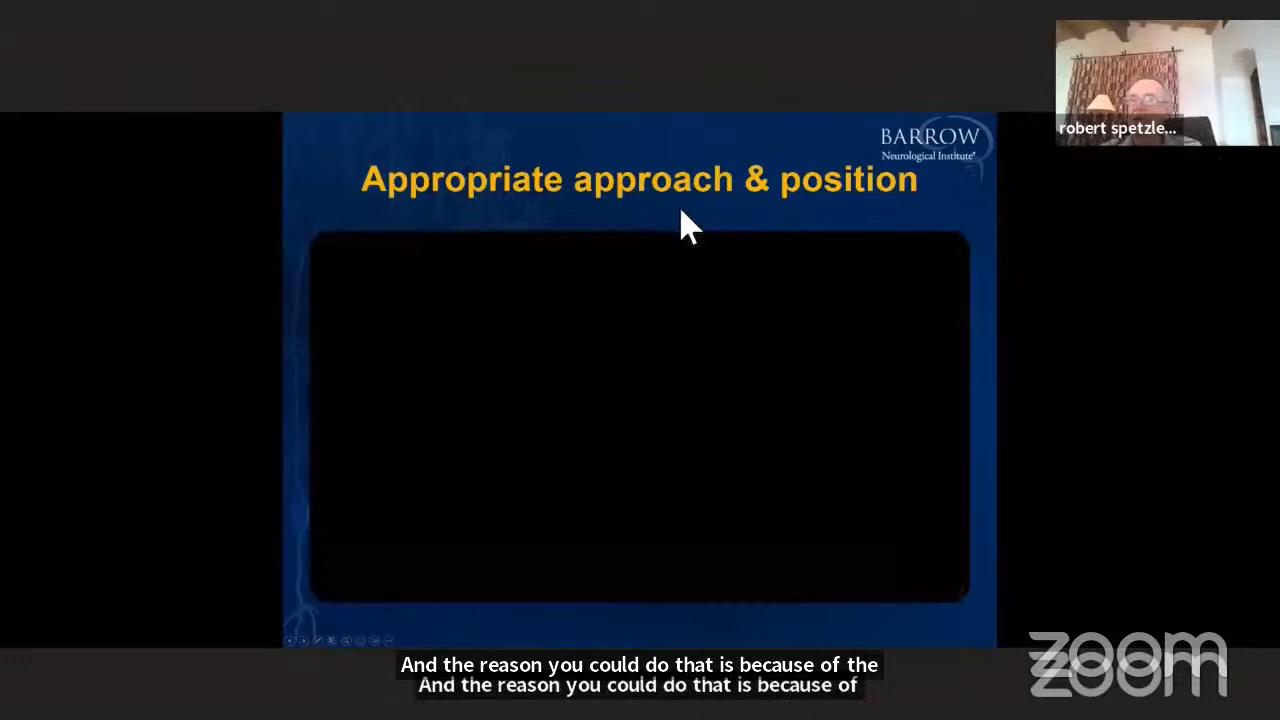 BARROW
Neurological Institute®
robert spetzle...
Appropriate approach & position
And the reason you could do that is because of the
And the reason you could do that is because of
zoom
zoom